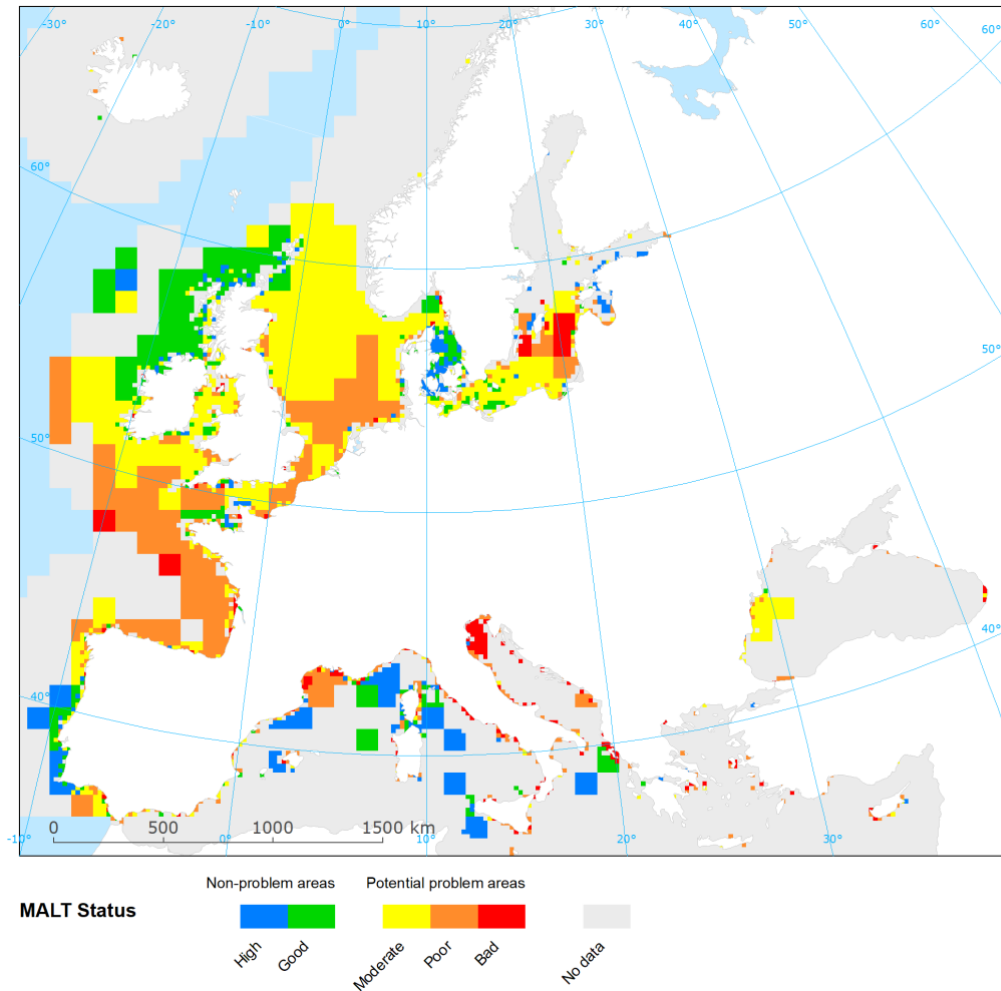 -30° -20° -10° 0° 10° 20° 30° 40° 50° 60°
60°
60°
50°
50°
40°
40°
-10° 0° 10° 20° 30°
0 500 1000 1500 km
Non-problem areas Potential problem areas
MALT Status
High Good Moderate Poor Bad No data